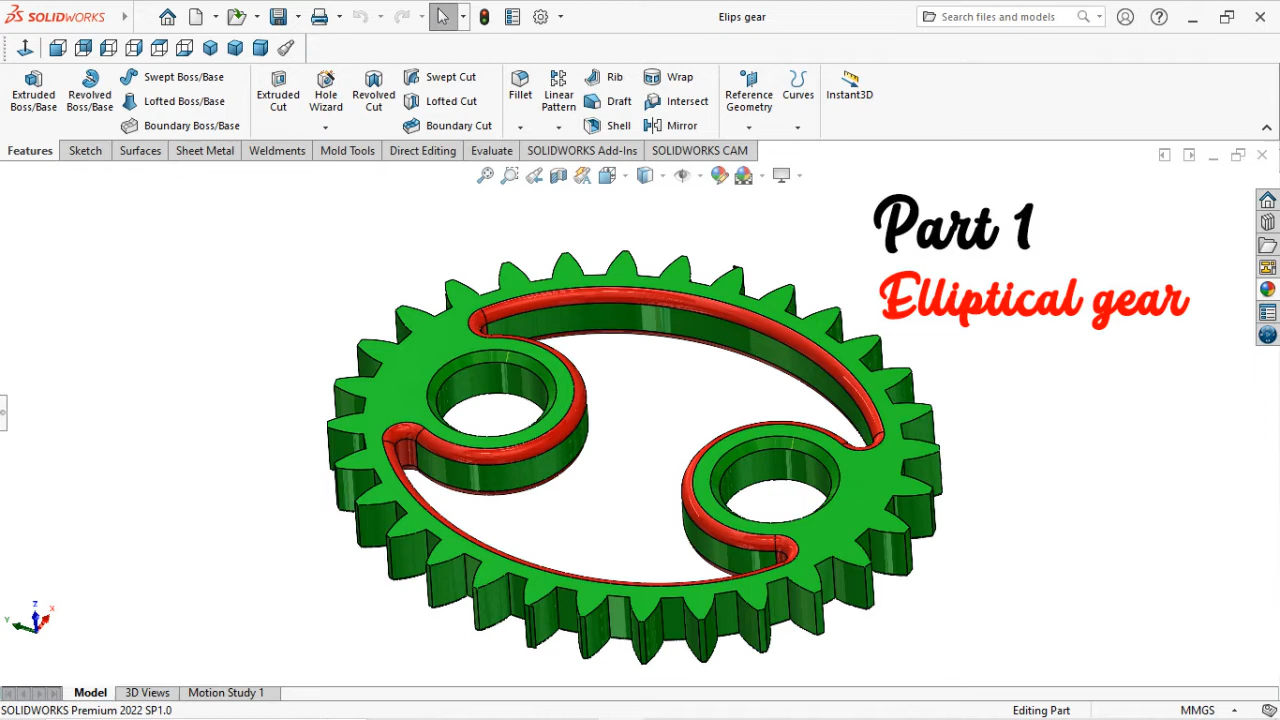 SOLIDWORKS
Elips gear
Search files and models
Extruded Boss/Base
Revolved Boss/Base
Swept Boss/Base
Lofted Boss/Base
Boundary Boss/Base
Extruded Cut
Hole Wizard
Revolved Cut
Swept Cut
Lofted Cut
Boundary Cut
Fillet
Linear Pattern
Rib
Draft
Shell
Wrap
Intersect
Mirror
Reference Geometry
Curves
Instant3D
Features
Sketch
Surfaces
Sheet Metal
Weldments
Mold Tools
Direct Editing
Evaluate
SOLIDWORKS Add-Ins
SOLIDWORKS CAM
Part 1
Elliptical gear
Z
X
Y
Model
3D Views
Motion Study 1
SOLIDWORKS Premium 2022 SP1.0
Editing Part
MMGS